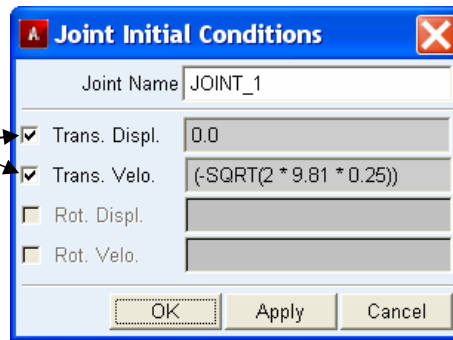 A Joint Initial Conditions
Joint Name JOINT_1
Trans. Displ. 0.0
Trans. Velo. (-SQRT(2 * 9.81 * 0.25))
Rot. Displ.
Rot. Velo.
OK Apply Cancel